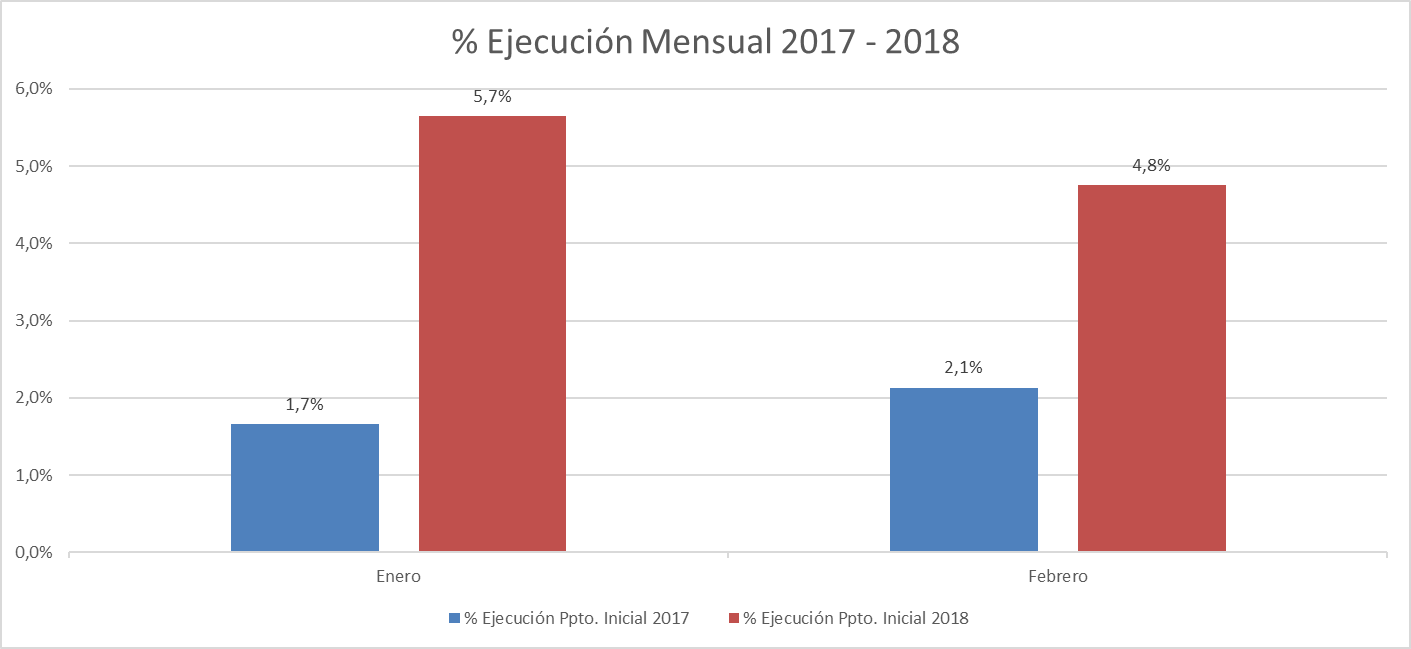 % Ejecución Mensual 2017 - 2018
6,0%
5,0%
4,0%
3,0%
2,0%
1,0%
0,0%
1,7%
5,7%
2,1%
4,8%
Enero
Febrero
% Ejecución Ppto. Inicial 2017
% Ejecución Ppto. Inicial 2018